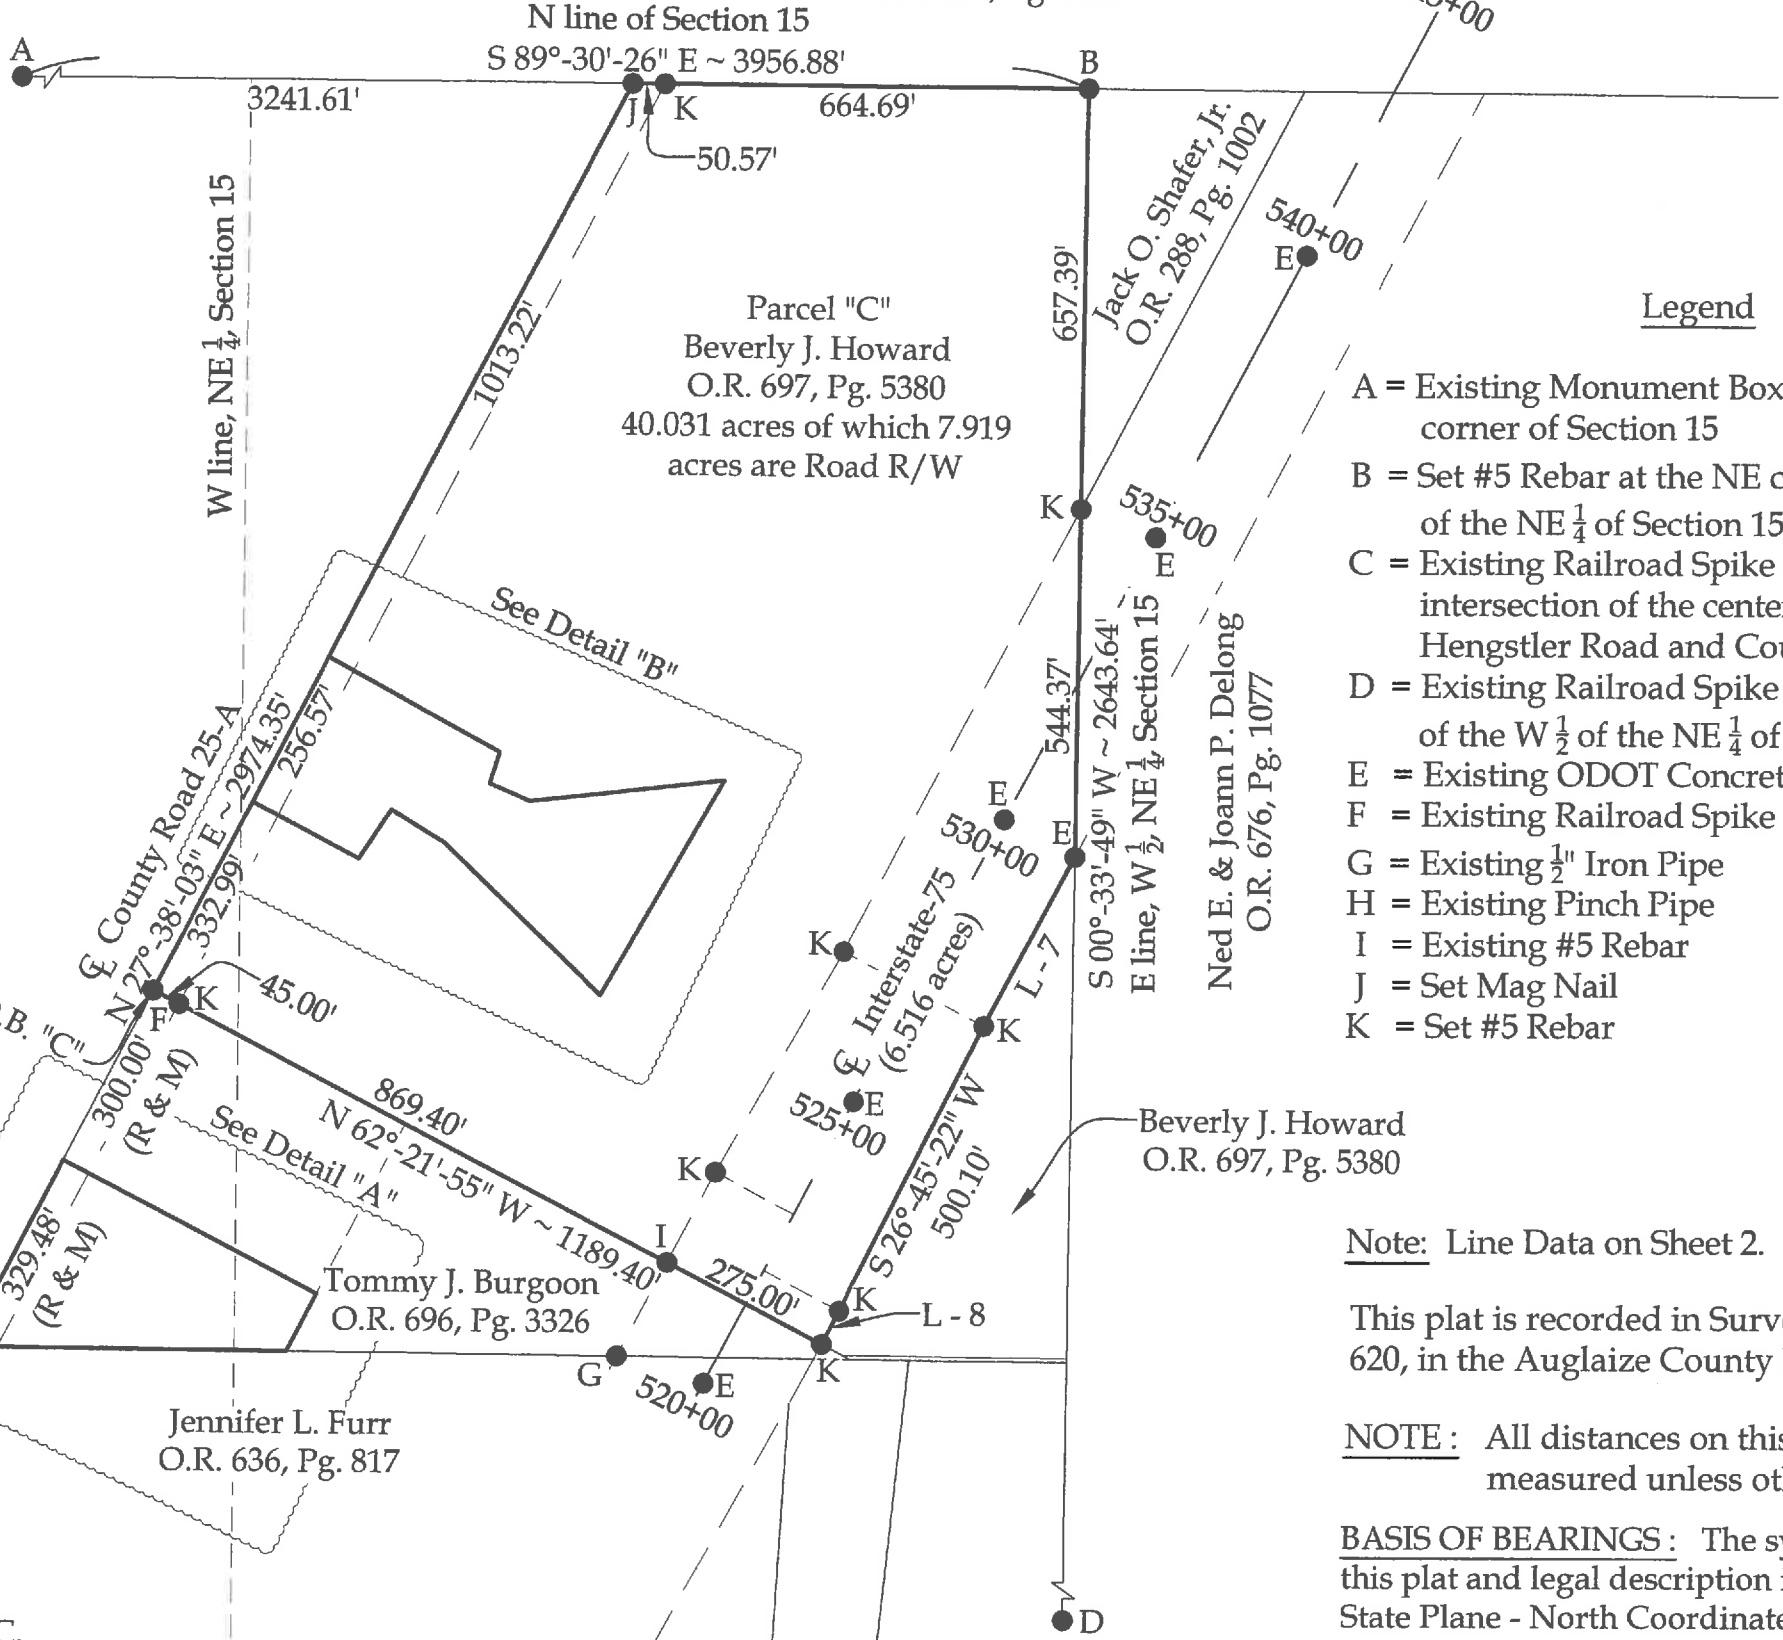 N line of Section 15
S 89°-30'-26" E ~ 3956.88'
A
B
3241.61'
J
K
664.69'
50.57'
W line, NE 1/4, Section 15
1013.22'
657.39'
Jack O. Shafer, Jr.
O.R. 288, Pg. 1002
540+00
E
Parcel "C"
Beverly J. Howard
O.R. 697, Pg. 5380
40.031 acres of which 7.919
acres are Road R/W
K
535+00
E
See Detail "B"
544.37'
S 00°-33'-49" W ~ 2643.64'
E line, W 1/2, NE 1/4, Section 15
Ned E. & Joann P. Delong
O.R. 676, Pg. 1077
℄ County Road 25-A
N 27°-38'-03" E ~ 2974.35'
256.57'
332.99'
E
530+00
E
K
℄ Interstate-75
(6.516 acres)
L - 7
K
F
K
45.00'
.B. "C"
300.00'
(R & M)
869.40'
N 62°-21'-55" W ~ 1189.40'
See Detail "A"
525+00
E
K
S 26°-45'-22" W
500.10'
Beverly J. Howard
O.R. 697, Pg. 5380
329.48'
(R & M)
I
275.00'
K
L - 8
Tommy J. Burgoon
O.R. 696, Pg. 3326
G
E
K
520+00
Jennifer L. Furr
O.R. 636, Pg. 817
D
Legend
A = Existing Monument Box
corner of Section 15
B = Set #5 Rebar at the NE c
of the NE 1/4 of Section 15
C = Existing Railroad Spike
intersection of the cente
Hengstler Road and Cou
D = Existing Railroad Spike
of the W 1/2 of the NE 1/4 of
E = Existing ODOT Concret
F = Existing Railroad Spike
G = Existing 1/2" Iron Pipe
H = Existing Pinch Pipe
I = Existing #5 Rebar
J = Set Mag Nail
K = Set #5 Rebar
Note: Line Data on Sheet 2.
This plat is recorded in Surv
620, in the Auglaize County
NOTE : All distances on this
measured unless ot
BASIS OF BEARINGS : The sy
this plat and legal description
State Plane - North Coordinate